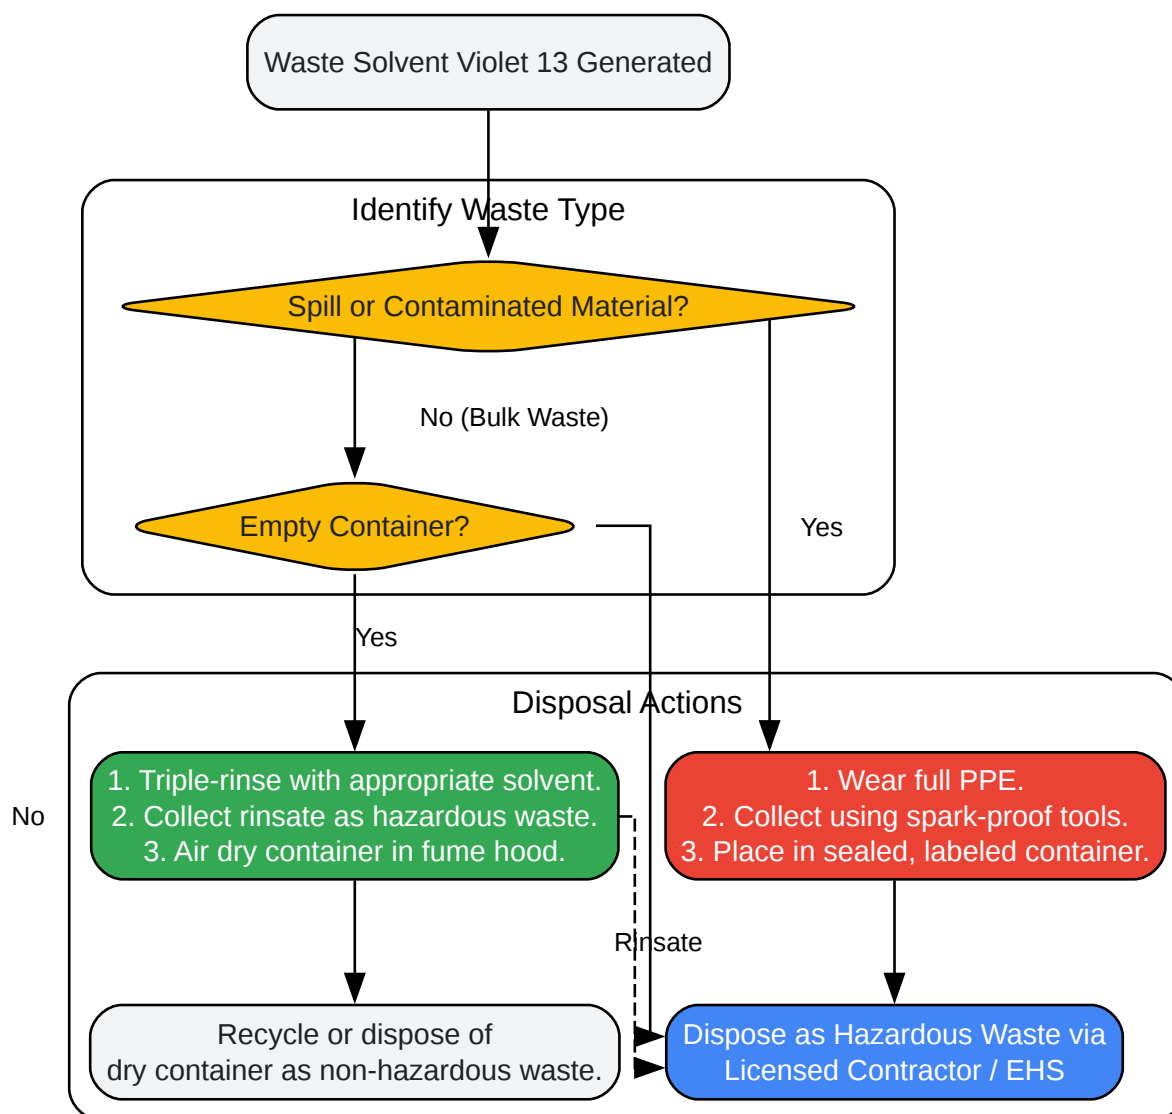 Waste Solvent Violet 13 Generated
Identify Waste Type
Spill or Contaminated Material?
No (Bulk Waste)
Empty Container?
Yes
Yes
Disposal Actions
1. Triple-rinse with appropriate solvent.
2. Collect rinsate as hazardous waste.
3. Air dry container in fume hood.
1. Wear full PPE.
2. Collect using spark-proof tools.
3. Place in sealed, labeled container.
No
Rinsate
Recycle or dispose of
dry container as non-hazardous waste.
Dispose as Hazardous Waste via
Licensed Contractor / EHS